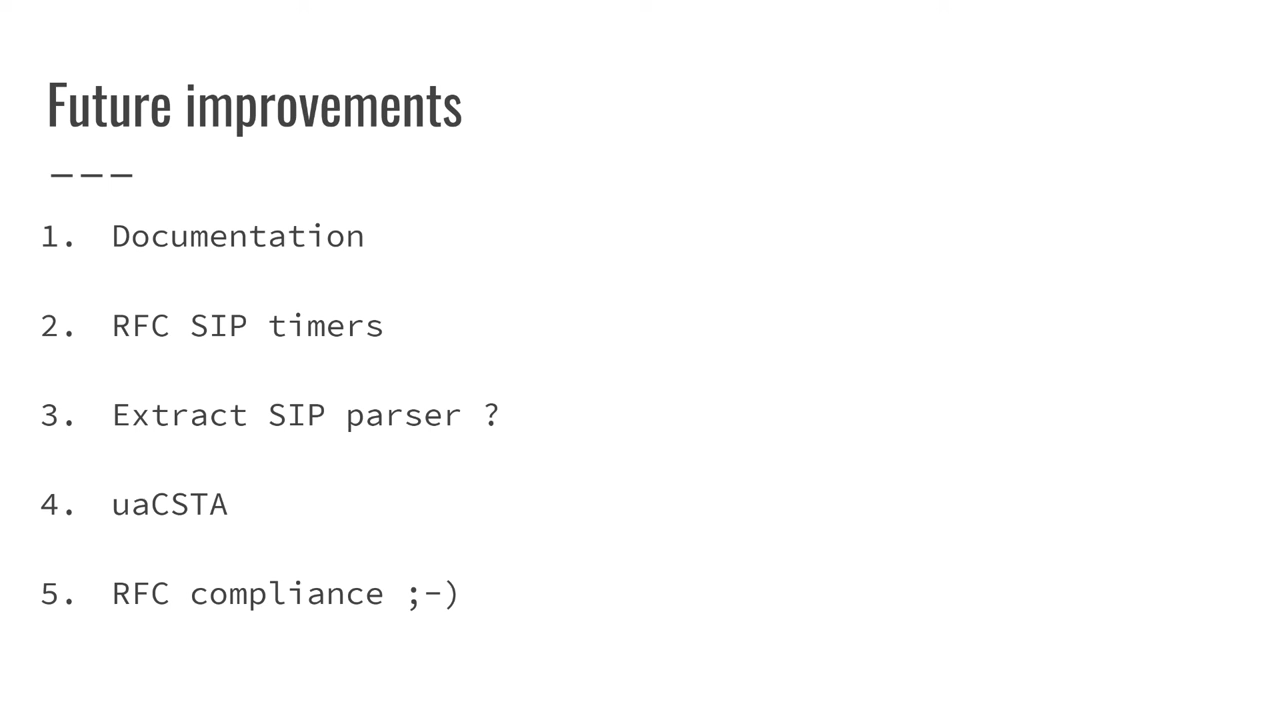 Future improvements
———
1. Documentation
2. RFC SIP timers
3. Extract SIP parser ?
4. uaCSTA
5. RFC compliance ;-)